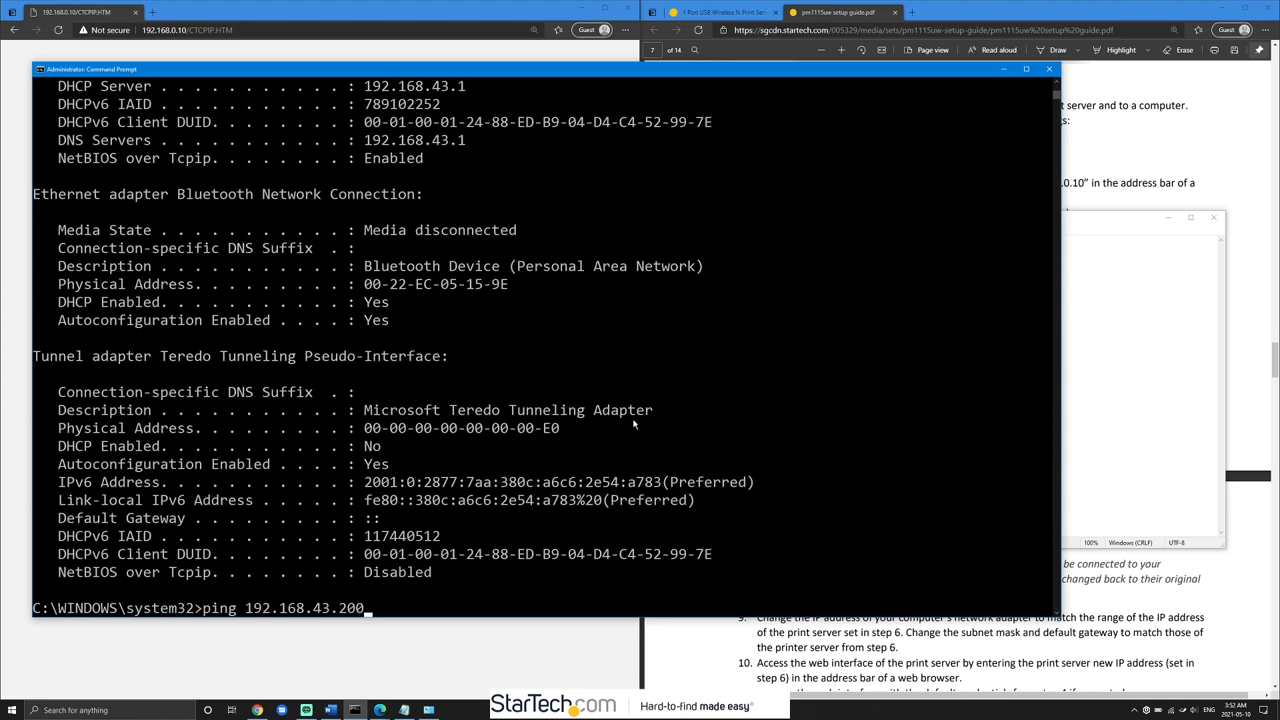 192.168.0.10/CTCPIP.HTM
1 Port USB Wireless N Print Serv
pm1115uw setup guide.pdf
Not secure
192.168.0.10/CTCPIP.HTM
Guest
https://sgcdn.startech.com/005329/media/sets/pm1115uw-setup-guide/pm1115uw%20setup%20guide.pdf
Guest
7 of 14
Page view
Read aloud
Draw
Highlight
Erase
Administrator: Command Prompt
DHCP Server . . . . . . . . . . . : 192.168.43.1
DHCPv6 IAID . . . . . . . . . . . : 789102252
DHCPv6 Client DUID. . . . . . . . : 00-01-00-01-24-88-ED-B9-04-D4-C4-52-99-7E
DNS Servers . . . . . . . . . . . : 192.168.43.1
NetBIOS over Tcpip. . . . . . . . : Enabled
Ethernet adapter Bluetooth Network Connection:
Media State . . . . . . . . . . . : Media disconnected
Connection-specific DNS Suffix . :
Description . . . . . . . . . . . : Bluetooth Device (Personal Area Network)
Physical Address. . . . . . . . . : 00-22-EC-05-15-9E
DHCP Enabled. . . . . . . . . . . : Yes
Autoconfiguration Enabled . . . . : Yes
Tunnel adapter Teredo Tunneling Pseudo-Interface:
Connection-specific DNS Suffix . :
Description . . . . . . . . . . . : Microsoft Teredo Tunneling Adapter
Physical Address. . . . . . . . . : 00-00-00-00-00-00-00-E0
DHCP Enabled. . . . . . . . . . . : No
Autoconfiguration Enabled . . . . : Yes
IPv6 Address. . . . . . . . . . . : 2001:0:2877:7aa:380c:a6c6:2e54:a783(Preferred)
Link-local IPv6 Address . . . . . : fe80::380c:a6c6:2e54:a783%20(Preferred)
Default Gateway . . . . . . . . . : ::
DHCPv6 IAID . . . . . . . . . . . : 117440512
DHCPv6 Client DUID. . . . . . . . : 00-01-00-01-24-88-ED-B9-04-D4-C4-52-99-7E
NetBIOS over Tcpip. . . . . . . . : Disabled
C:\WINDOWS\system32>ping 192.168.43.200_
t server and to a computer.
gs:
.0.10” in the address bar of a
100%
Windows (CRLF)
UTF-8
be connected to your
changed back to their original
9. Change the IP address of your computer's network adapter to match the range of the IP address
of the print server set in step 6. Change the subnet mask and default gateway to match those of
the printer server from step 6.
10. Access the web interface of the print server by entering the print server new IP address (set in
step 6) in the address bar of a web browser.
StarTech.com
Hard-to-find made easy®
Search for anything
3:52 AM
2021-05-10